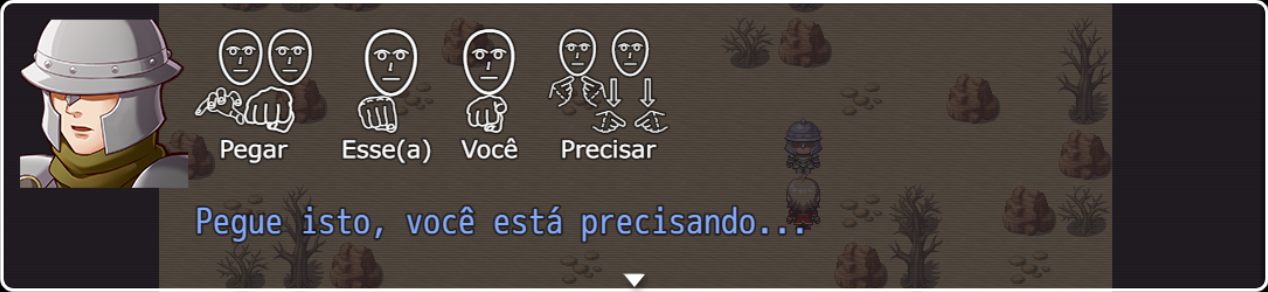 Pegar Esse(a) Você Precisar
Pegue isto, você está precisando...